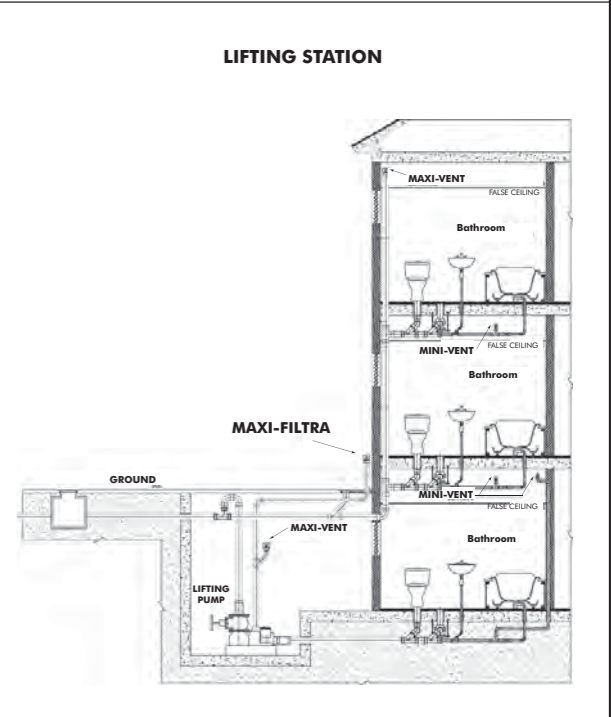 LIFTING STATION
MAXI-VENT
FALSE CEILING
Bathroom
MINI-VENT
FALSE CEILING
Bathroom
MAXI-FILTRA
GROUND
MINI-VENT
FALSE CEILING
MAXI-VENT
Bathroom
LIFTING
PUMP